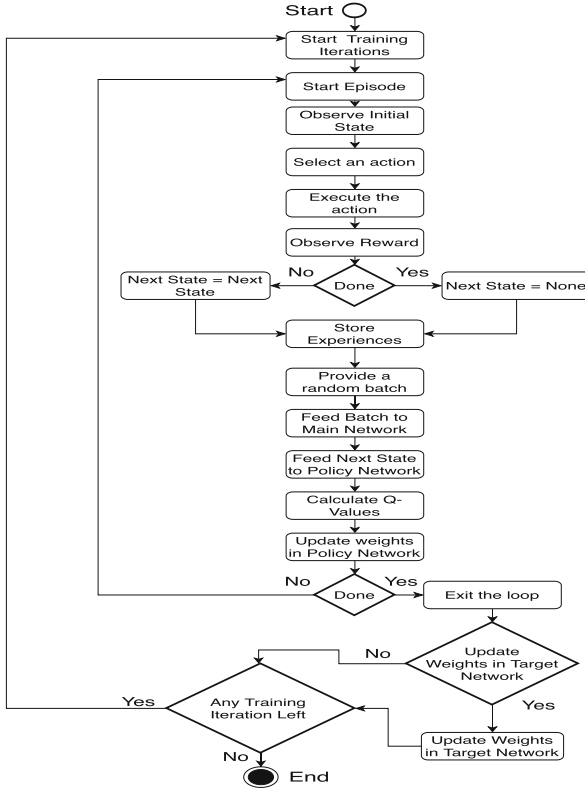 Start
Start Training
Iterations
Start Episode
Observe Initial
State
Select an action
Execute the
action
Observe Reward
No
Done
Yes
Next State = Next
State
Next State = None
Store
Experiences
Provide a
random batch
Feed Batch to
Main Network
Feed Next State
to Policy Network
Calculate Q-
Values
Update weights
in Policy Network
No
Done
Yes
Exit the loop
No
Update
Weights in Target
Network
Yes
Yes
Any Training
Iteration Left
Update Weights
in Target Network
No
End